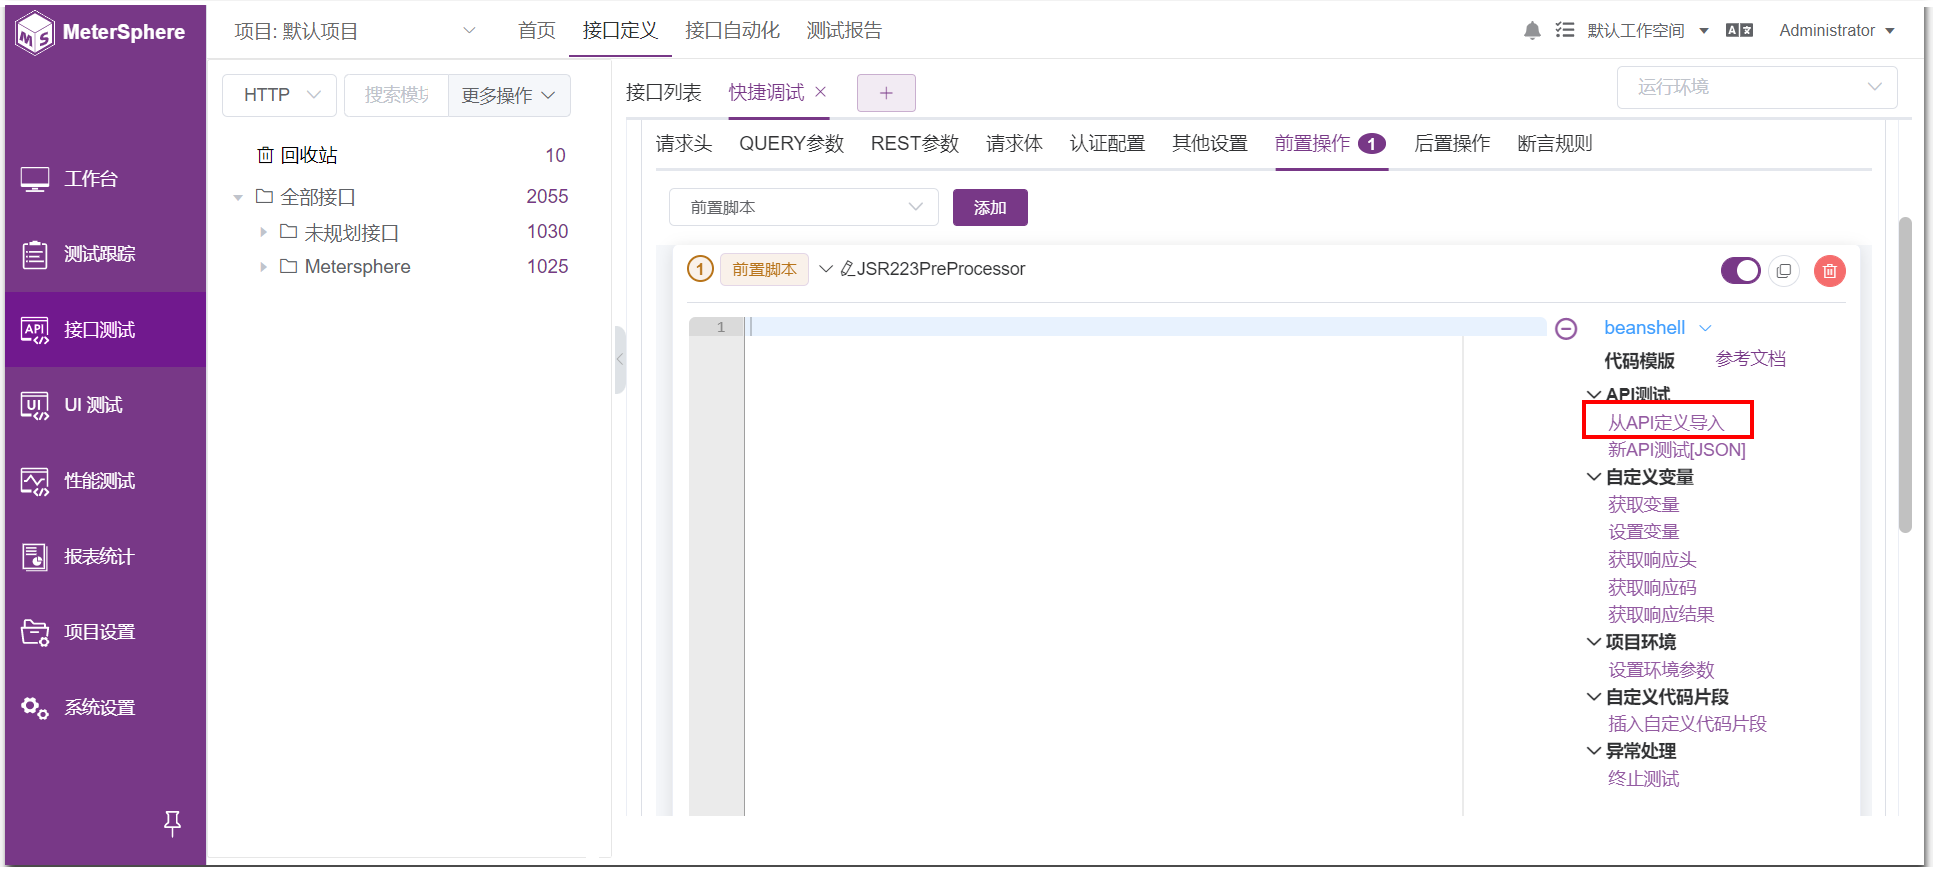 MeterSphere
项目: 默认项目
首页
接口定义
接口自动化
测试报告
默认工作空间
Administrator
工作台
测试跟踪
API
接口测试
UI
UI 测试
性能测试
报表统计
项目设置
系统设置
HTTP
搜索模块
更多操作
回收站 10
全部接口 2055
未规划接口 1030
Metersphere 1025
接口列表
快捷调试
+
运行环境
请求头 QUERY参数 REST参数 请求体 认证配置 其他设置 前置操作 1 后置操作 断言规则
前置脚本
添加
1 前置脚本 JSR223PreProcessor
1
beanshell
代码模版 参考文档
API测试
从API定义导入
新API测试[JSON]
自定义变量
获取变量
设置变量
获取响应头
获取响应码
获取响应结果
项目环境
设置环境参数
自定义代码片段
插入自定义代码片段
异常处理
终止测试